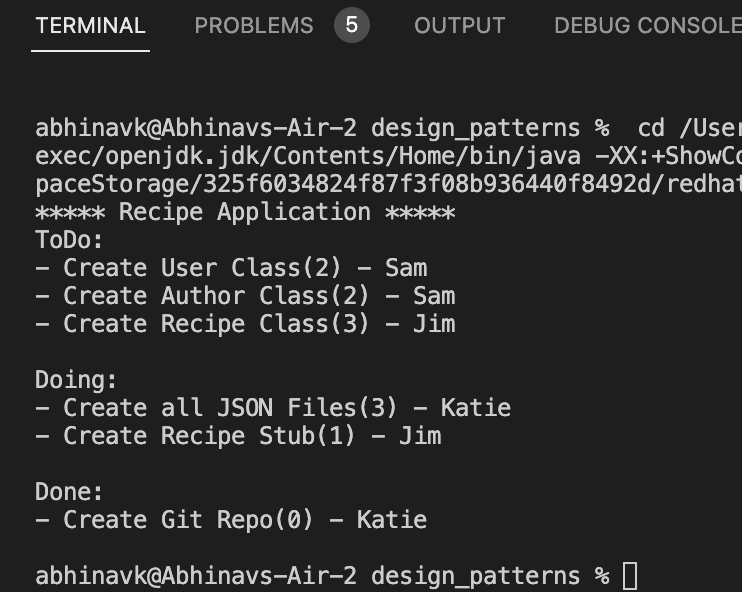 TERMINAL PROBLEMS 5 OUTPUT DEBUG CONSOLE
abhinavk@Abhinavs-Air-2 design_patterns % cd /User
exec/openjdk.jdk/Contents/Home/bin/java -XX:+ShowCo
paceStorage/325f6034824f87f3f08b936440f8492d/redhat
***** Recipe Application *****
ToDo:
- Create User Class(2) - Sam
- Create Author Class(2) - Sam
- Create Recipe Class(3) - Jim
Doing:
- Create all JSON Files(3) - Katie
- Create Recipe Stub(1) - Jim
Done:
- Create Git Repo(0) - Katie
abhinavk@Abhinavs-Air-2 design_patterns %